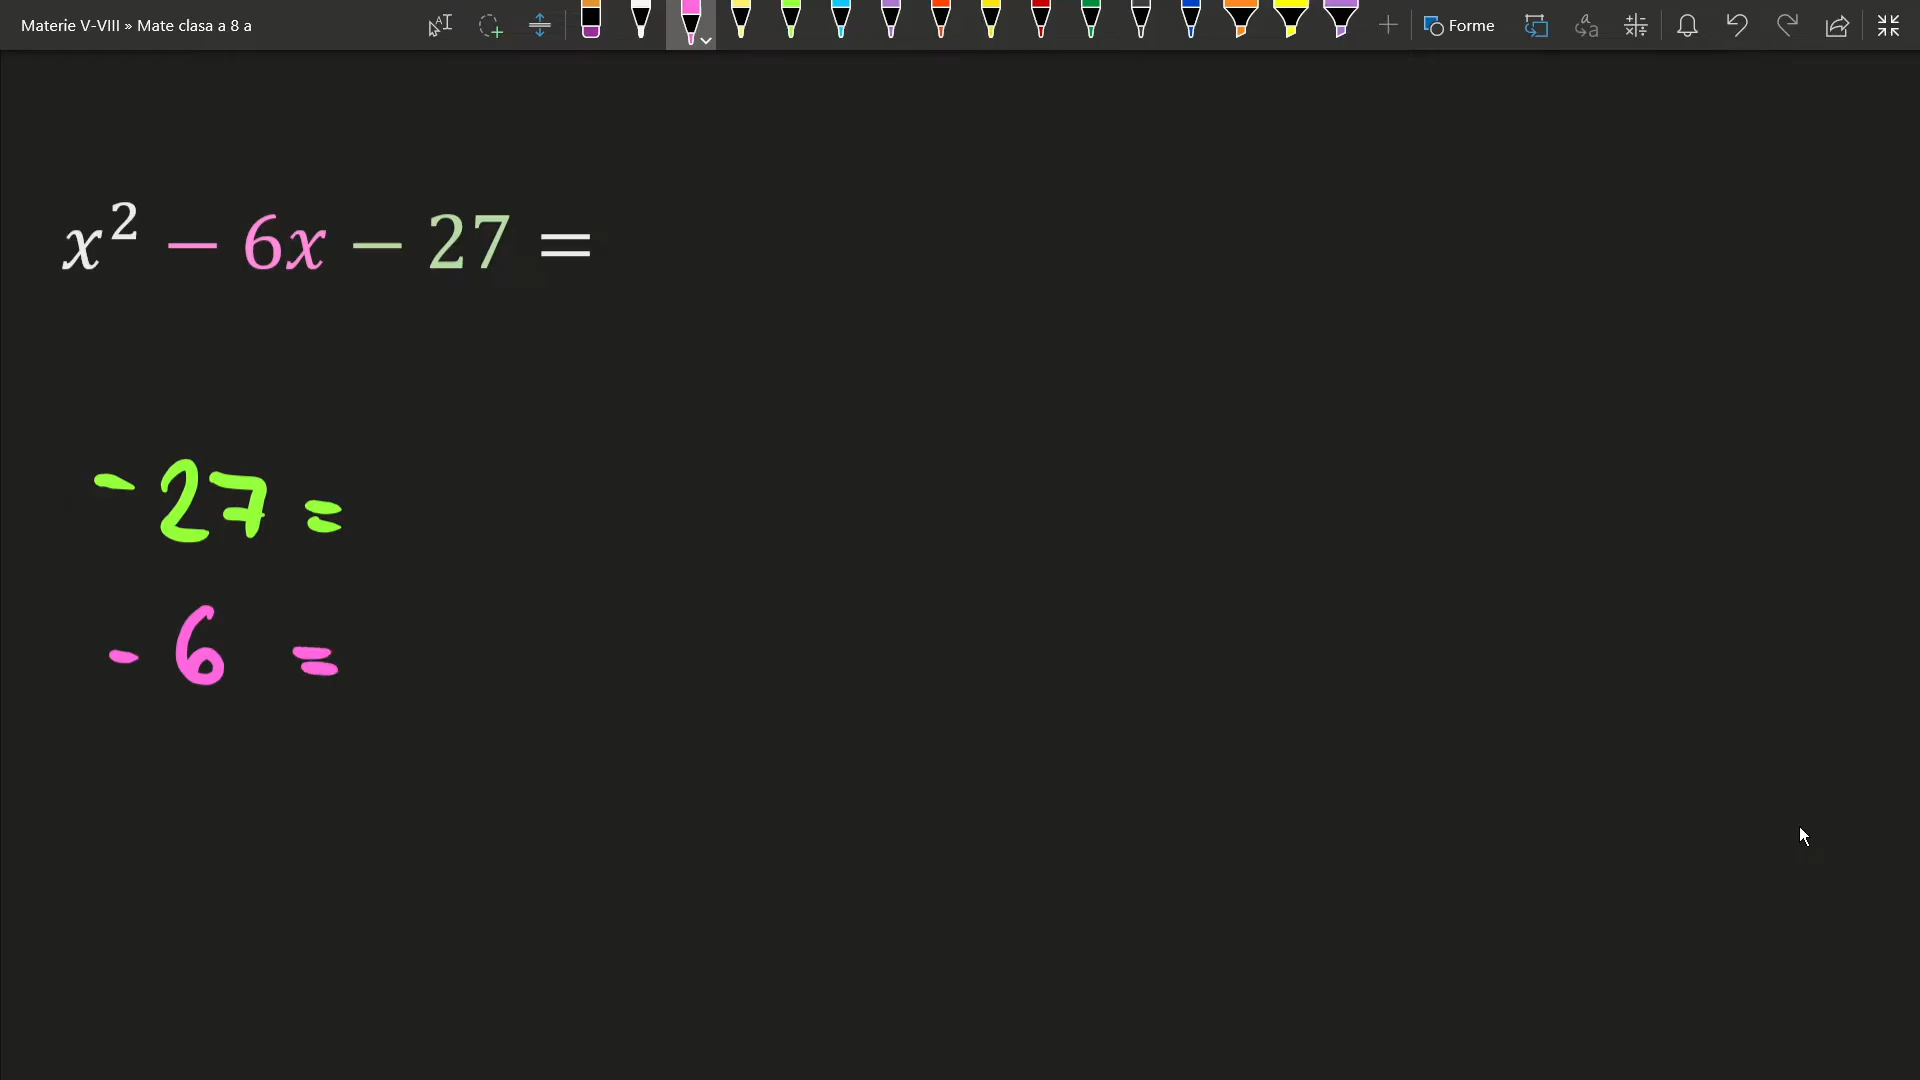 Materie V-VIII » Mate clasa a 8 a
Forme
x² − 6x − 27 =
- 27 =
- 6 =